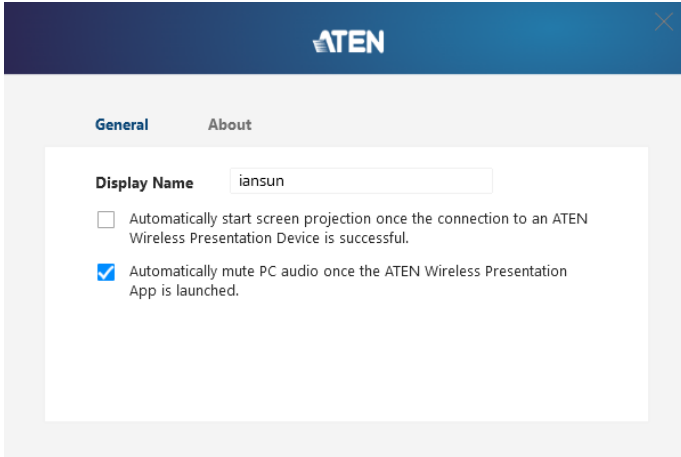 ATEN
General About
Display Name iansun
Automatically start screen projection once the connection to an ATEN
Wireless Presentation Device is successful.
Automatically mute PC audio once the ATEN Wireless Presentation
App is launched.